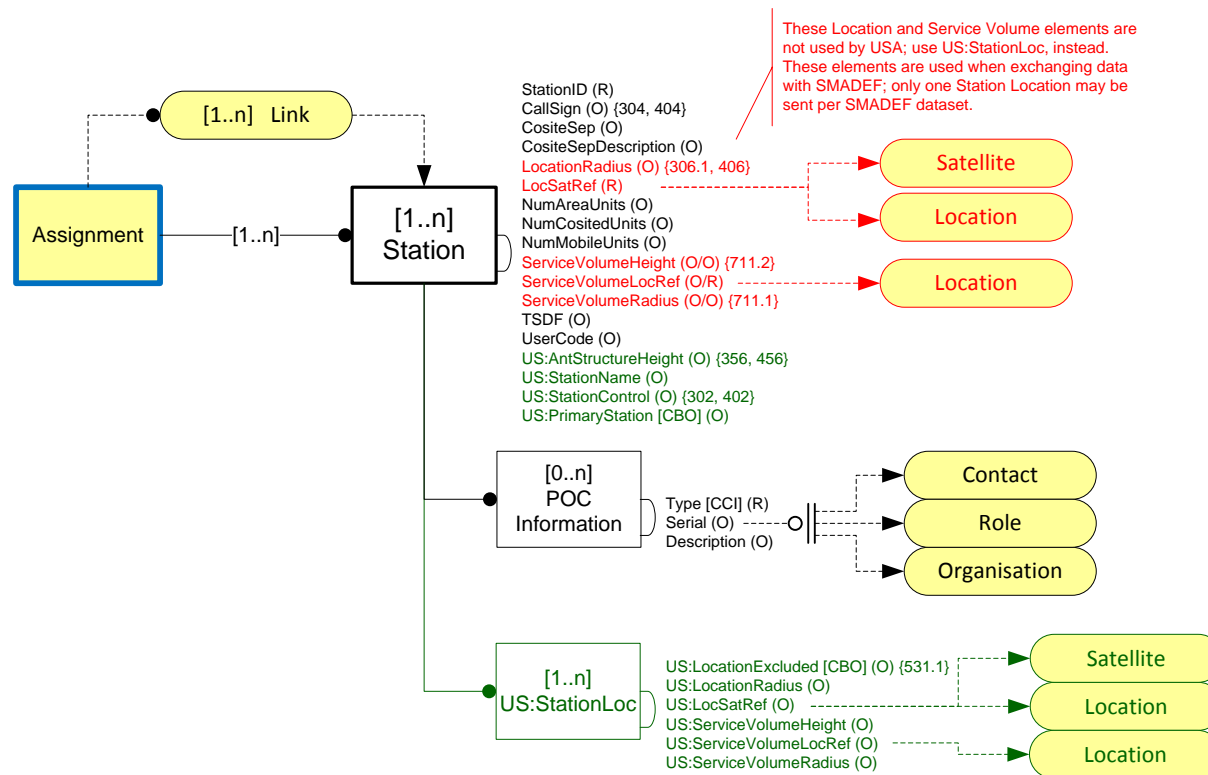 These Location and Service Volume elements are
not used by USA; use US:StationLoc, instead.
These elements are used when exchanging data
with SMADEF; only one Station Location may be
sent per SMADEF dataset.
[1..n] Link
Assignment
[1..n]
[1..n]
Station
StationID (R)
CallSign (O) {304, 404}
CositeSep (O)
CositeSepDescription (O)
LocationRadius (O) {306.1, 406}
LocSatRef (R)
NumAreaUnits (O)
NumCositedUnits (O)
NumMobileUnits (O)
ServiceVolumeHeight (O/O) {711.2}
ServiceVolumeLocRef (O/R)
ServiceVolumeRadius (O/O) {711.1}
TSDF (O)
UserCode (O)
US:AntStructureHeight (O) {356, 456}
US:StationName (O)
US:StationControl (O) {302, 402}
US:PrimaryStation [CBO] (O)
Satellite
Location
Location
[0..n]
POC
Information
Type [CCI] (R)
Serial (O)
Description (O)
Contact
Role
Organisation
[1..n]
US:StationLoc
US:LocationExcluded [CBO] (O) {531.1}
US:LocationRadius (O)
US:LocSatRef (O)
US:ServiceVolumeHeight (O)
US:ServiceVolumeLocRef (O)
US:ServiceVolumeRadius (O)
Satellite
Location
Location